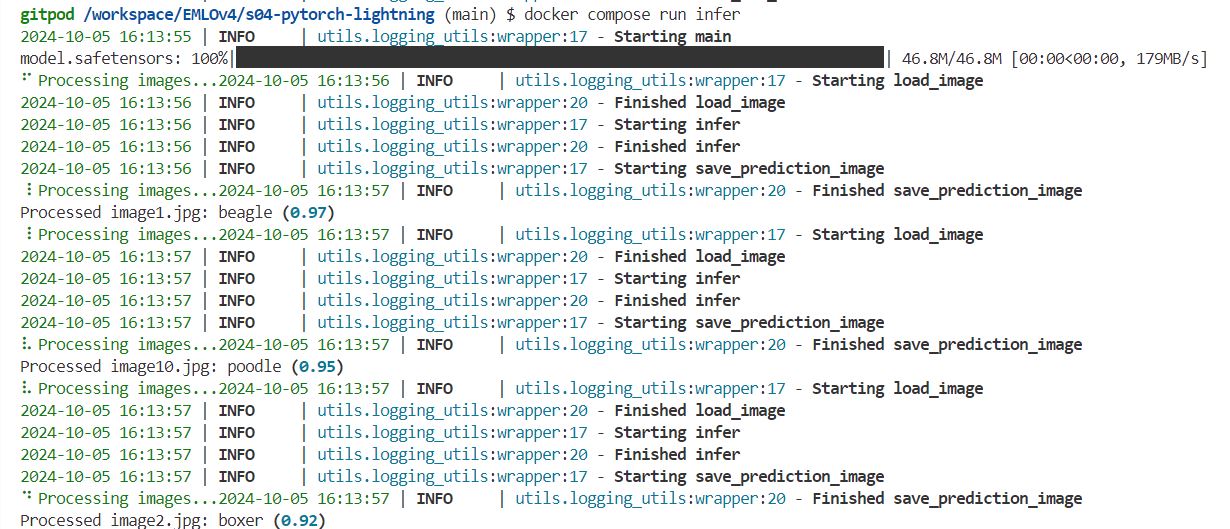 gitpod /workspace/EMLOv4/s04-pytorch-lightning (main) $ docker compose run infer
2024-10-05 16:13:55 | INFO     | utils.logging_utils:wrapper:17 - Starting main
model.safetensors: 100%|██████████| 46.8M/46.8M [00:00<00:00, 179MB/s]
⠋ Processing images...2024-10-05 16:13:56 | INFO     | utils.logging_utils:wrapper:17 - Starting load_image
2024-10-05 16:13:56 | INFO     | utils.logging_utils:wrapper:20 - Finished load_image
2024-10-05 16:13:56 | INFO     | utils.logging_utils:wrapper:17 - Starting infer
2024-10-05 16:13:56 | INFO     | utils.logging_utils:wrapper:20 - Finished infer
2024-10-05 16:13:56 | INFO     | utils.logging_utils:wrapper:17 - Starting save_prediction_image
⠸ Processing images...2024-10-05 16:13:57 | INFO     | utils.logging_utils:wrapper:20 - Finished save_prediction_image
Processed image1.jpg: beagle (0.97)
⠸ Processing images...2024-10-05 16:13:57 | INFO     | utils.logging_utils:wrapper:17 - Starting load_image
2024-10-05 16:13:57 | INFO     | utils.logging_utils:wrapper:20 - Finished load_image
2024-10-05 16:13:57 | INFO     | utils.logging_utils:wrapper:17 - Starting infer
2024-10-05 16:13:57 | INFO     | utils.logging_utils:wrapper:20 - Finished infer
2024-10-05 16:13:57 | INFO     | utils.logging_utils:wrapper:17 - Starting save_prediction_image
⠧ Processing images...2024-10-05 16:13:57 | INFO     | utils.logging_utils:wrapper:20 - Finished save_prediction_image
Processed image10.jpg: poodle (0.95)
⠧ Processing images...2024-10-05 16:13:57 | INFO     | utils.logging_utils:wrapper:17 - Starting load_image
2024-10-05 16:13:57 | INFO     | utils.logging_utils:wrapper:20 - Finished load_image
2024-10-05 16:13:57 | INFO     | utils.logging_utils:wrapper:17 - Starting infer
2024-10-05 16:13:57 | INFO     | utils.logging_utils:wrapper:20 - Finished infer
2024-10-05 16:13:57 | INFO     | utils.logging_utils:wrapper:17 - Starting save_prediction_image
⠙ Processing images...2024-10-05 16:13:57 | INFO     | utils.logging_utils:wrapper:20 - Finished save_prediction_image
Processed image2.jpg: boxer (0.92)